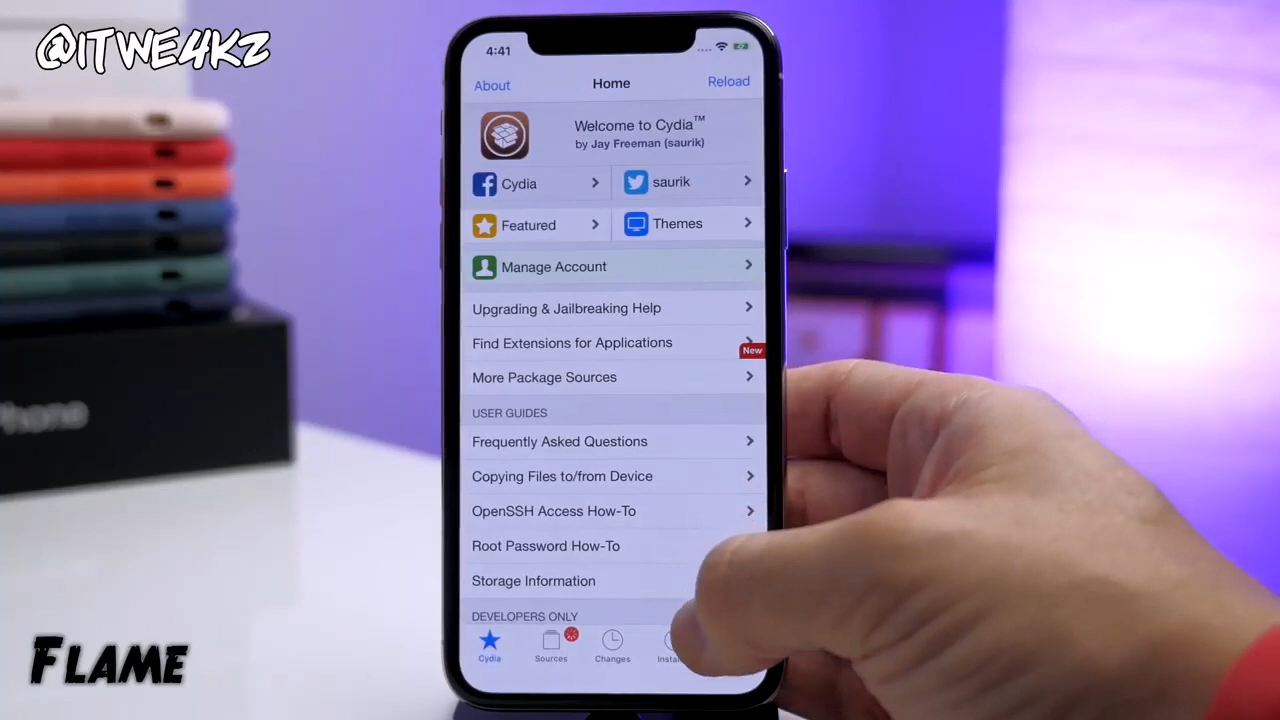 @iTWE4KZ
4:41
About
Home
Reload
Welcome to Cydia™
by Jay Freeman (saurik)
Cydia
saurik
Featured
Themes
Manage Account
Upgrading & Jailbreaking Help
Find Extensions for Applications
New
More Package Sources
USER GUIDES
Frequently Asked Questions
Copying Files to/from Device
OpenSSH Access How-To
Root Password How-To
Storage Information
DEVELOPERS ONLY
Cydia
Sources
Changes
FLAME